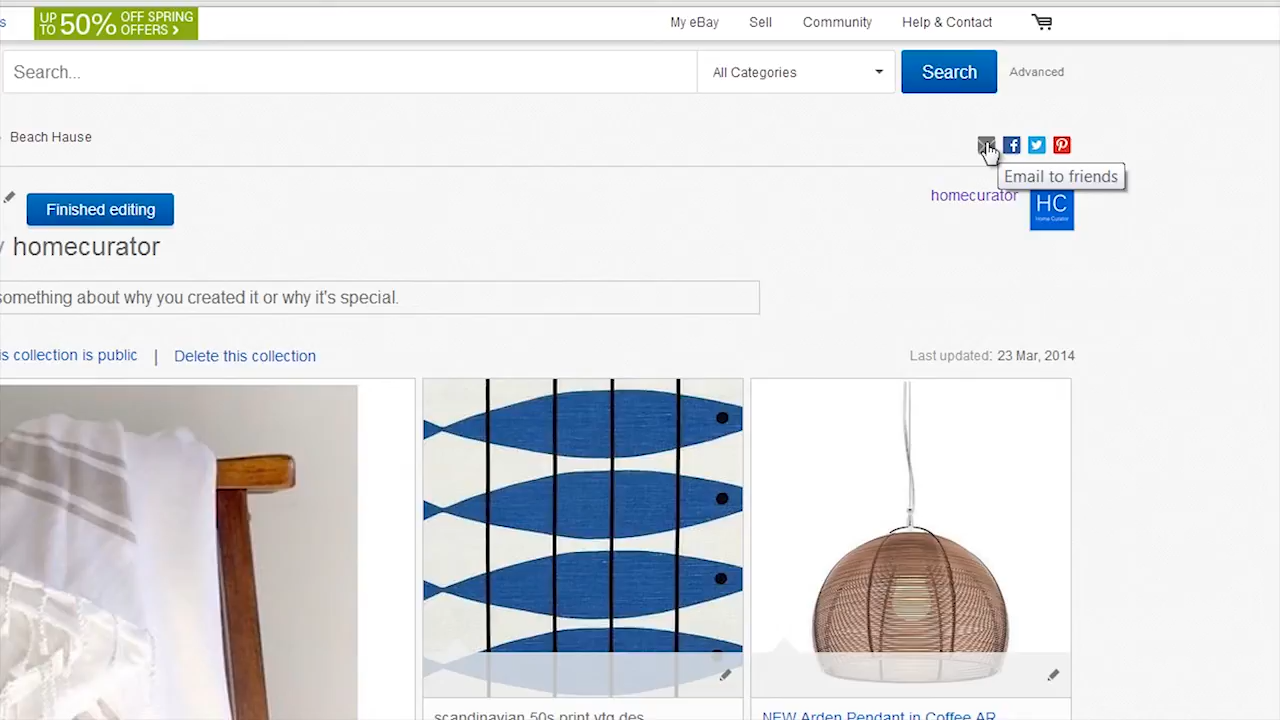 s
UP TO 50% OFF SPRING OFFERS >
My eBay Sell Community Help & Contact
Search... All Categories Search Advanced
Beach Hause
Email to friends
homecurator
HC
Home Curator
Finished editing
y homecurator
something about why you created it or why it's special.
is collection is public | Delete this collection
Last updated: 23 Mar, 2014
scandinavian 50s print vtg des
NEW Arden Pendant in Coffee AR